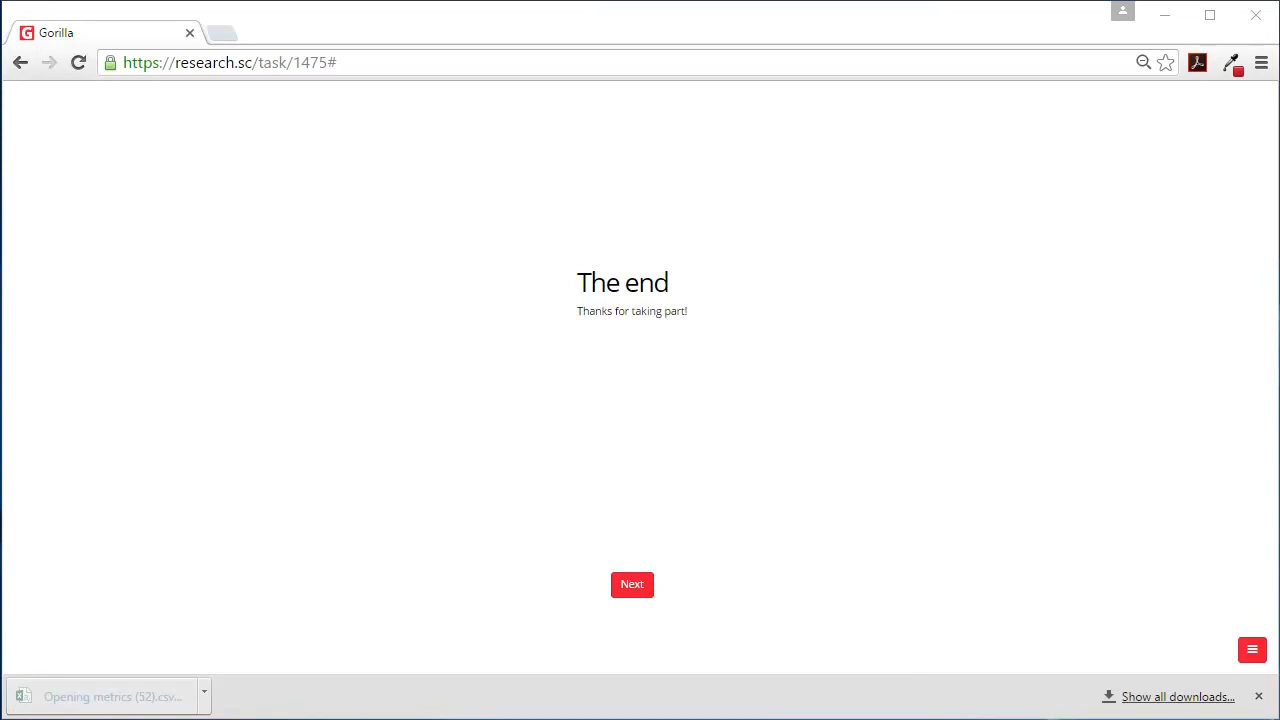 Gorilla
https://research.sc/task/1475#
The end
Thanks for taking part!
Next
Opening metrics (52).csv...
Show all downloads...